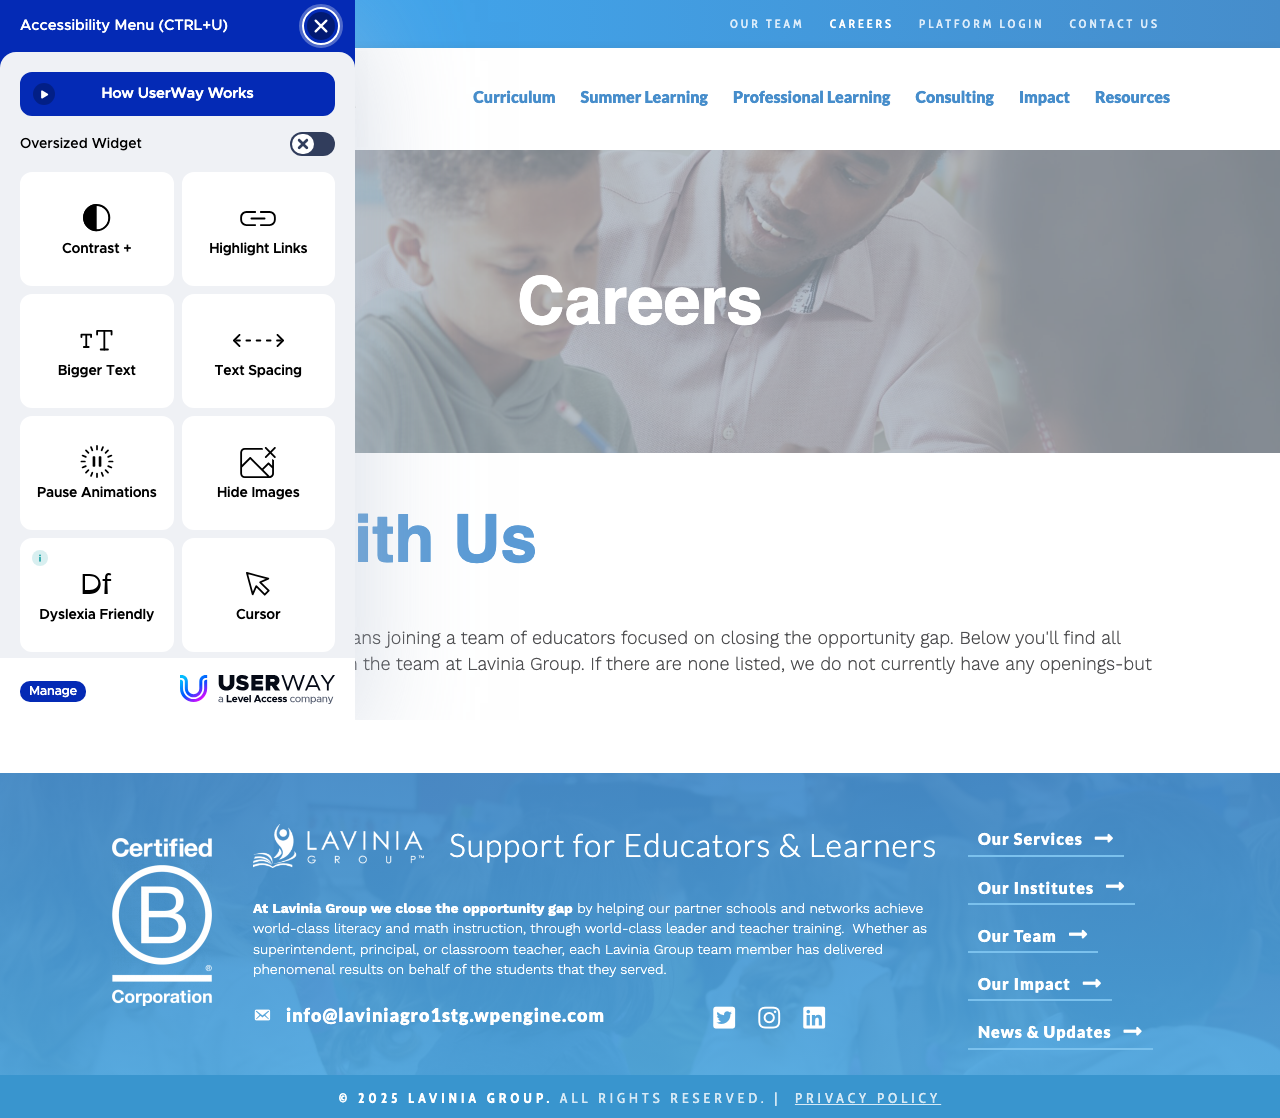 Accessibility Menu (CTRL+U)
How UserWay Works
Oversized Widget
Contrast +
Highlight Links
Bigger Text
Text Spacing
Pause Animations
Hide Images
Dyslexia Friendly
Cursor
Manage
USERWAY
a Level Access company
OUR TEAM CAREERS PLATFORM LOGIN CONTACT US
Curriculum Summer Learning Professional Learning Consulting Impact Resources
Careers
ith Us
ans joining a team of educators focused on closing the opportunity gap. Below you'll find all
the team at Lavinia Group. If there are none listed, we do not currently have any openings-but
Certified
B
®
Corporation
LAVINIA
GROUP™
Support for Educators & Learners
At Lavinia Group we close the opportunity gap by helping our partner schools and networks achieve
world-class literacy and math instruction, through world-class leader and teacher training. Whether as
superintendent, principal, or classroom teacher, each Lavinia Group team member has delivered
phenomenal results on behalf of the students that they served.
info@laviniagro1stg.wpengine.com
Our Services
Our Institutes
Our Team
Our Impact
News & Updates
© 2025 LAVINIA GROUP. ALL RIGHTS RESERVED. | PRIVACY POLICY